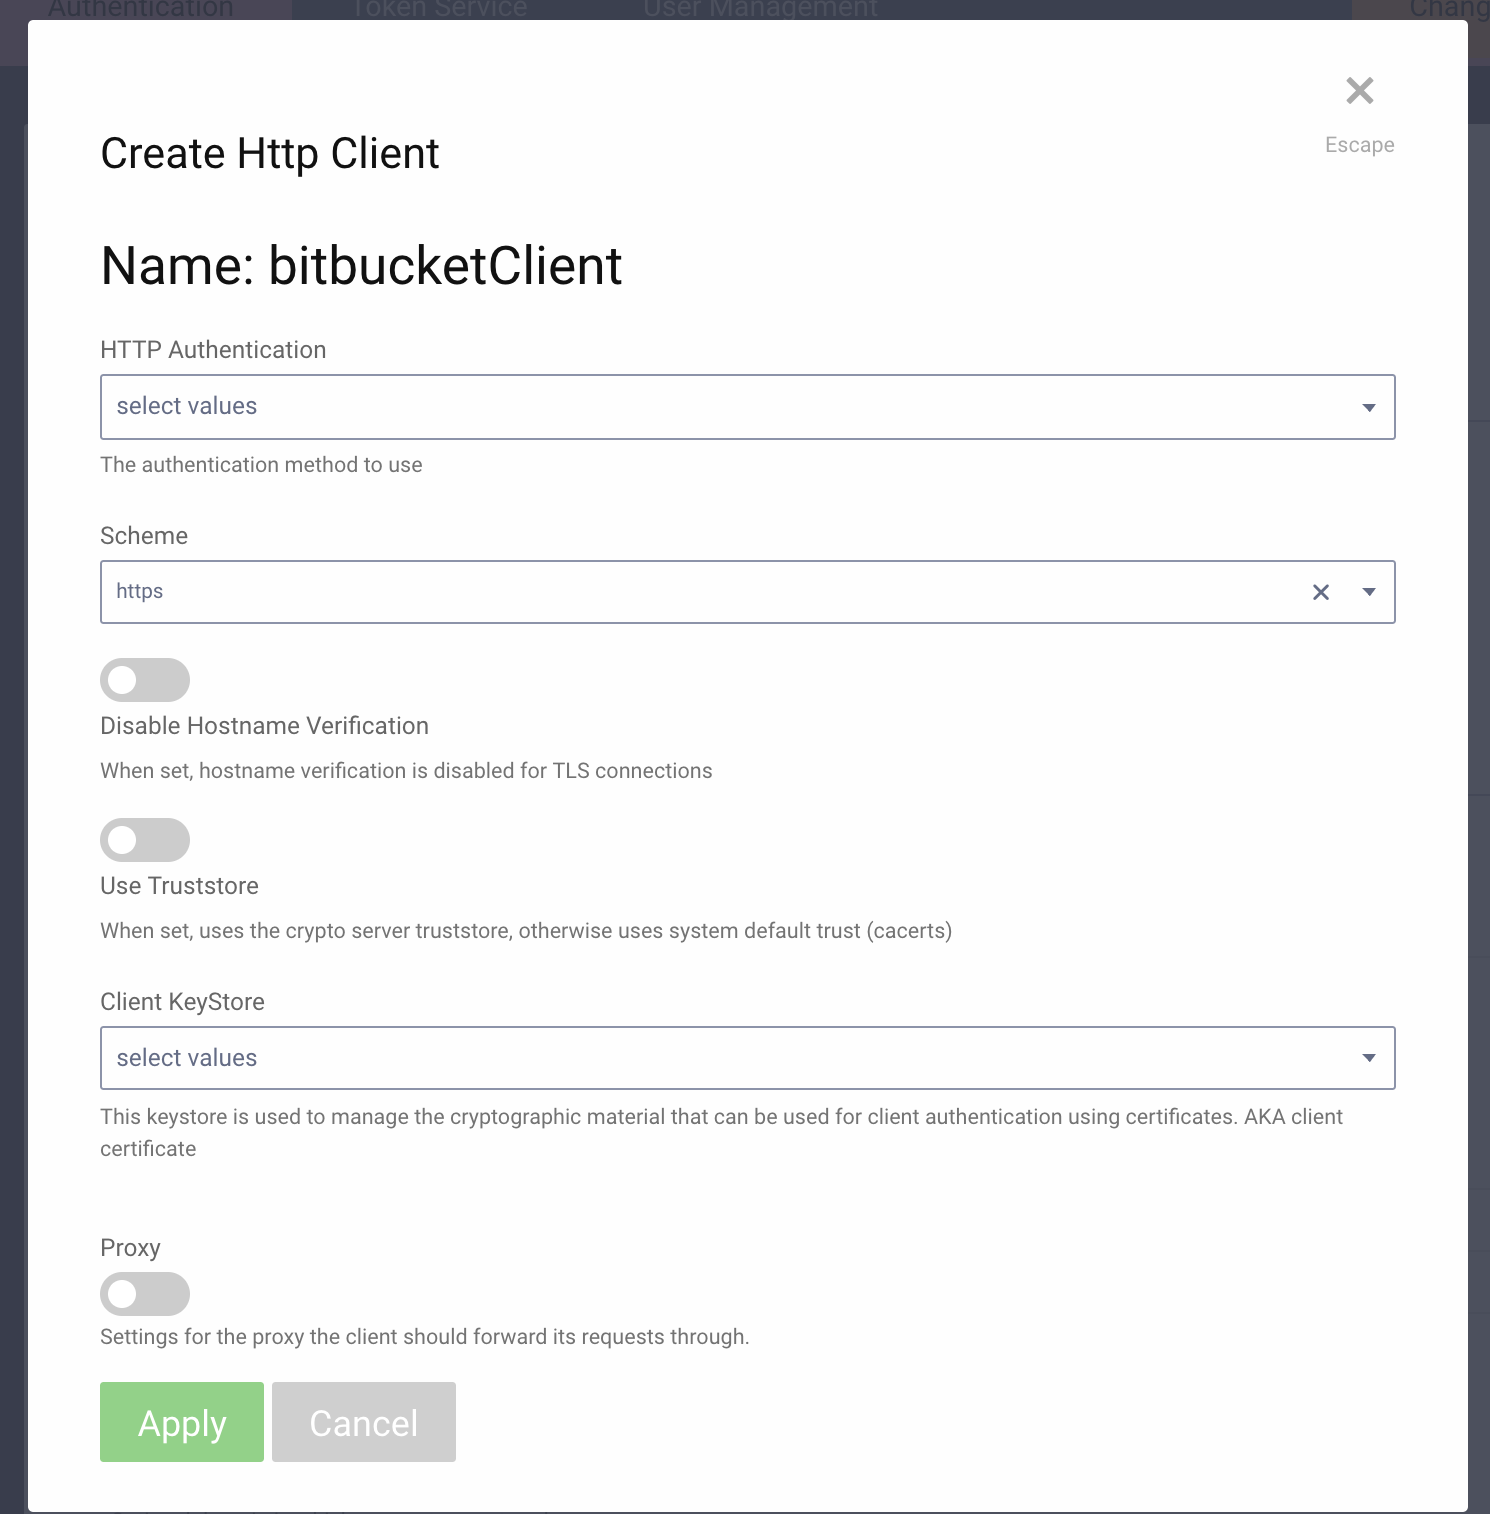 Authentication Token Service User Management
Escape
Create Http Client
Name: bitbucketClient
HTTP Authentication
select values
The authentication method to use
Scheme
https
Disable Hostname Verification
When set, hostname verification is disabled for TLS connections
Use Truststore
When set, uses the crypto server truststore, otherwise uses system default trust (cacerts)
Client KeyStore
select values
This keystore is used to manage the cryptographic material that can be used for client authentication using certificates. AKA client
certificate
Proxy
Settings for the proxy the client should forward its requests through.
Apply Cancel